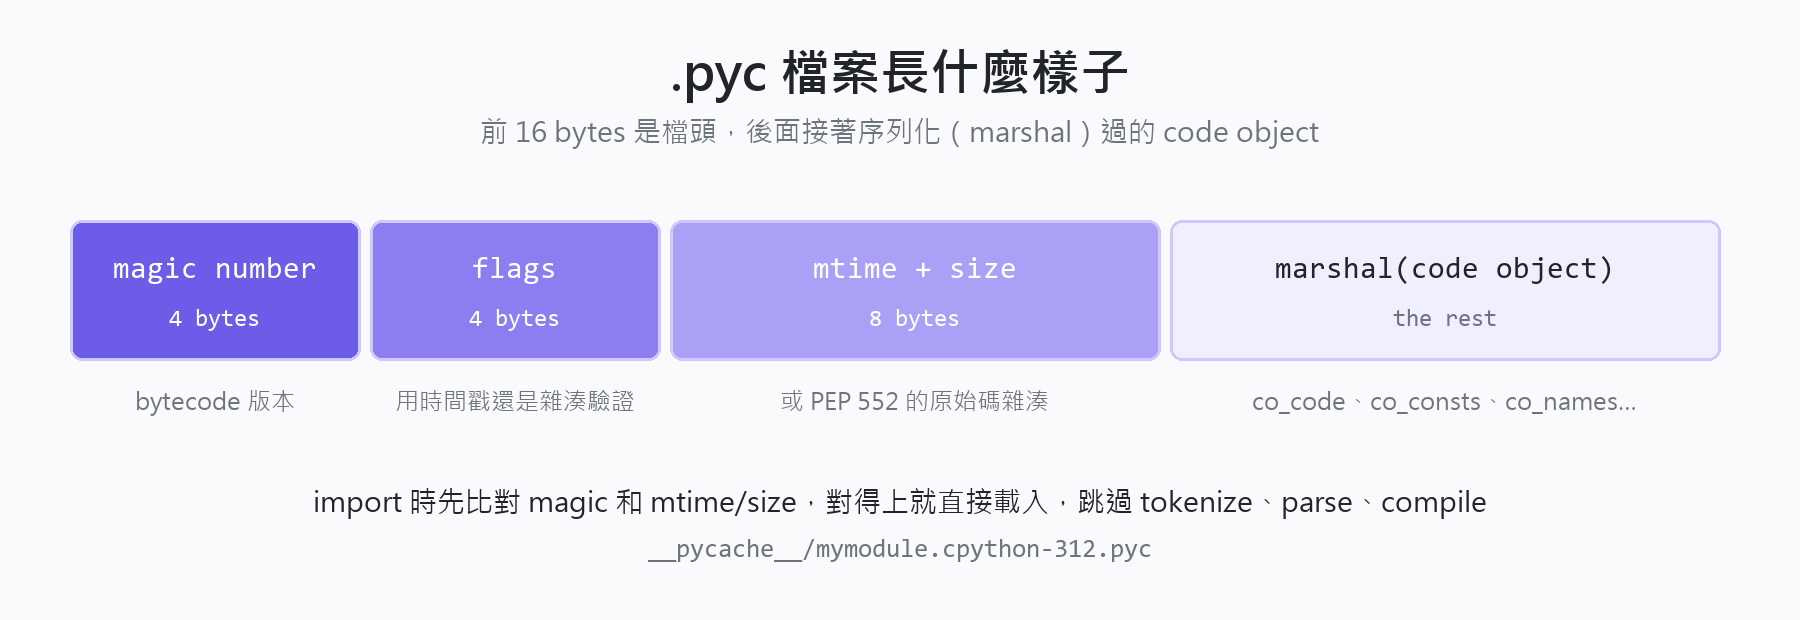 .pyc 檔案長什麼樣子
前 16 bytes 是檔頭，後面接著序列化（marshal）過的 code object
magic number
4 bytes
bytecode 版本
flags
4 bytes
用時間戳還是雜湊驗證
mtime + size
8 bytes
或 PEP 552 的原始碼雜湊
marshal(code object)
the rest
co_code、co_consts、co_names…
import 時先比對 magic 和 mtime/size，對得上就直接載入，跳過 tokenize、parse、compile
__pycache__/mymodule.cpython-312.pyc